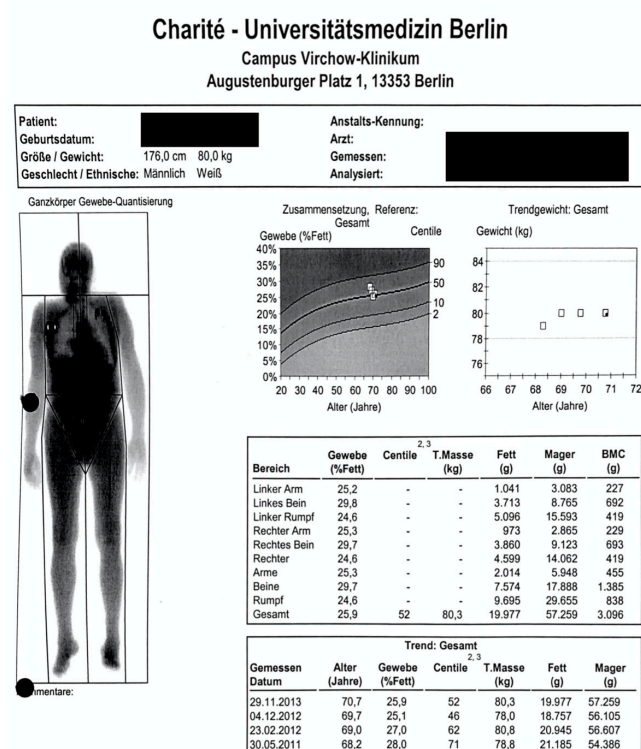 Charité - Universitätsmedizin Berlin
Campus Virchow-Klinikum
Augustenburger Platz 1, 13353 Berlin
Patient:
Geburtsdatum:
Größe / Gewicht: 176,0 cm 80,0 kg
Geschlecht / Ethnische: Männlich Weiß
Anstalts-Kennung:
Arzt:
Gemessen:
Analysiert:
Ganzkörper Gewebe-Quantisierung
Zusammensetzung, Referenz:
Gesamt
Gewebe (%Fett) Centile
40%
35%
30%
25%
20%
15%
10%
5%
0%
90
50
10
2
20 30 40 50 60 70 80 90 100
Alter (Jahre)
Trendgewicht: Gesamt
Gewicht (kg)
84
82
80
78
76
66 67 68 69 70 71 72
Alter (Jahre)
2, 3
Gewebe Centile T.Masse Fett Mager BMC
Bereich (%Fett) (kg) (g) (g) (g)
Linker Arm 25,2 - - 1.041 3.083 227
Linkes Bein 29,8 - - 3.713 8.765 692
Linker Rumpf 24,6 - - 5.096 15.593 419
Rechter Arm 25,3 - - 973 2.865 229
Rechtes Bein 29,7 - - 3.860 9.123 693
Rechter 24,6 - - 4.599 14.062 419
Arme 25,3 - - 2.014 5.948 455
Beine 29,7 - - 7.574 17.888 1.385
Rumpf 24,6 - - 9.695 29.655 838
Gesamt 25,9 52 80,3 19.977 57.259 3.096
Trend: Gesamt
2, 3
Gemessen Alter Gewebe Centile T.Masse Fett Mager
Datum (Jahre) (%Fett) (kg) (g) (g)
29.11.2013 70,7 25,9 52 80,3 19.977 57.259
04.12.2012 69,7 25,1 46 78,0 18.757 56.105
23.02.2012 69,0 27,0 62 80,8 20.945 56.607
30.05.2011 68,2 28,0 71 78,8 21.185 54.386
mmentare: